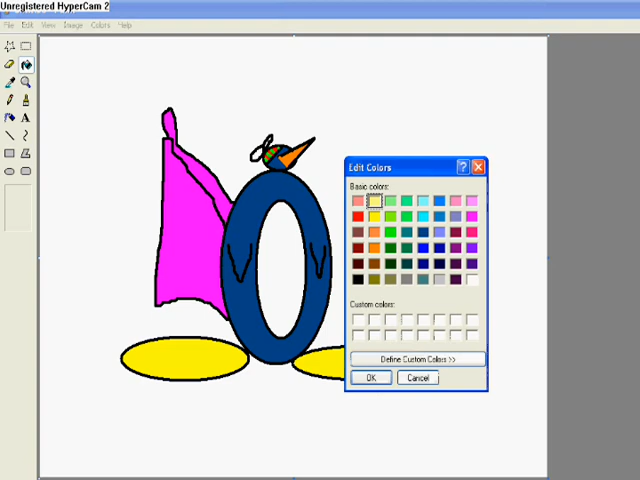 Unregistered HyperCam 2
File Edit View Image Colors Help
A
Edit Colors
?
Basic colors:
Custom colors:
Define Custom Colors >>
OK Cancel